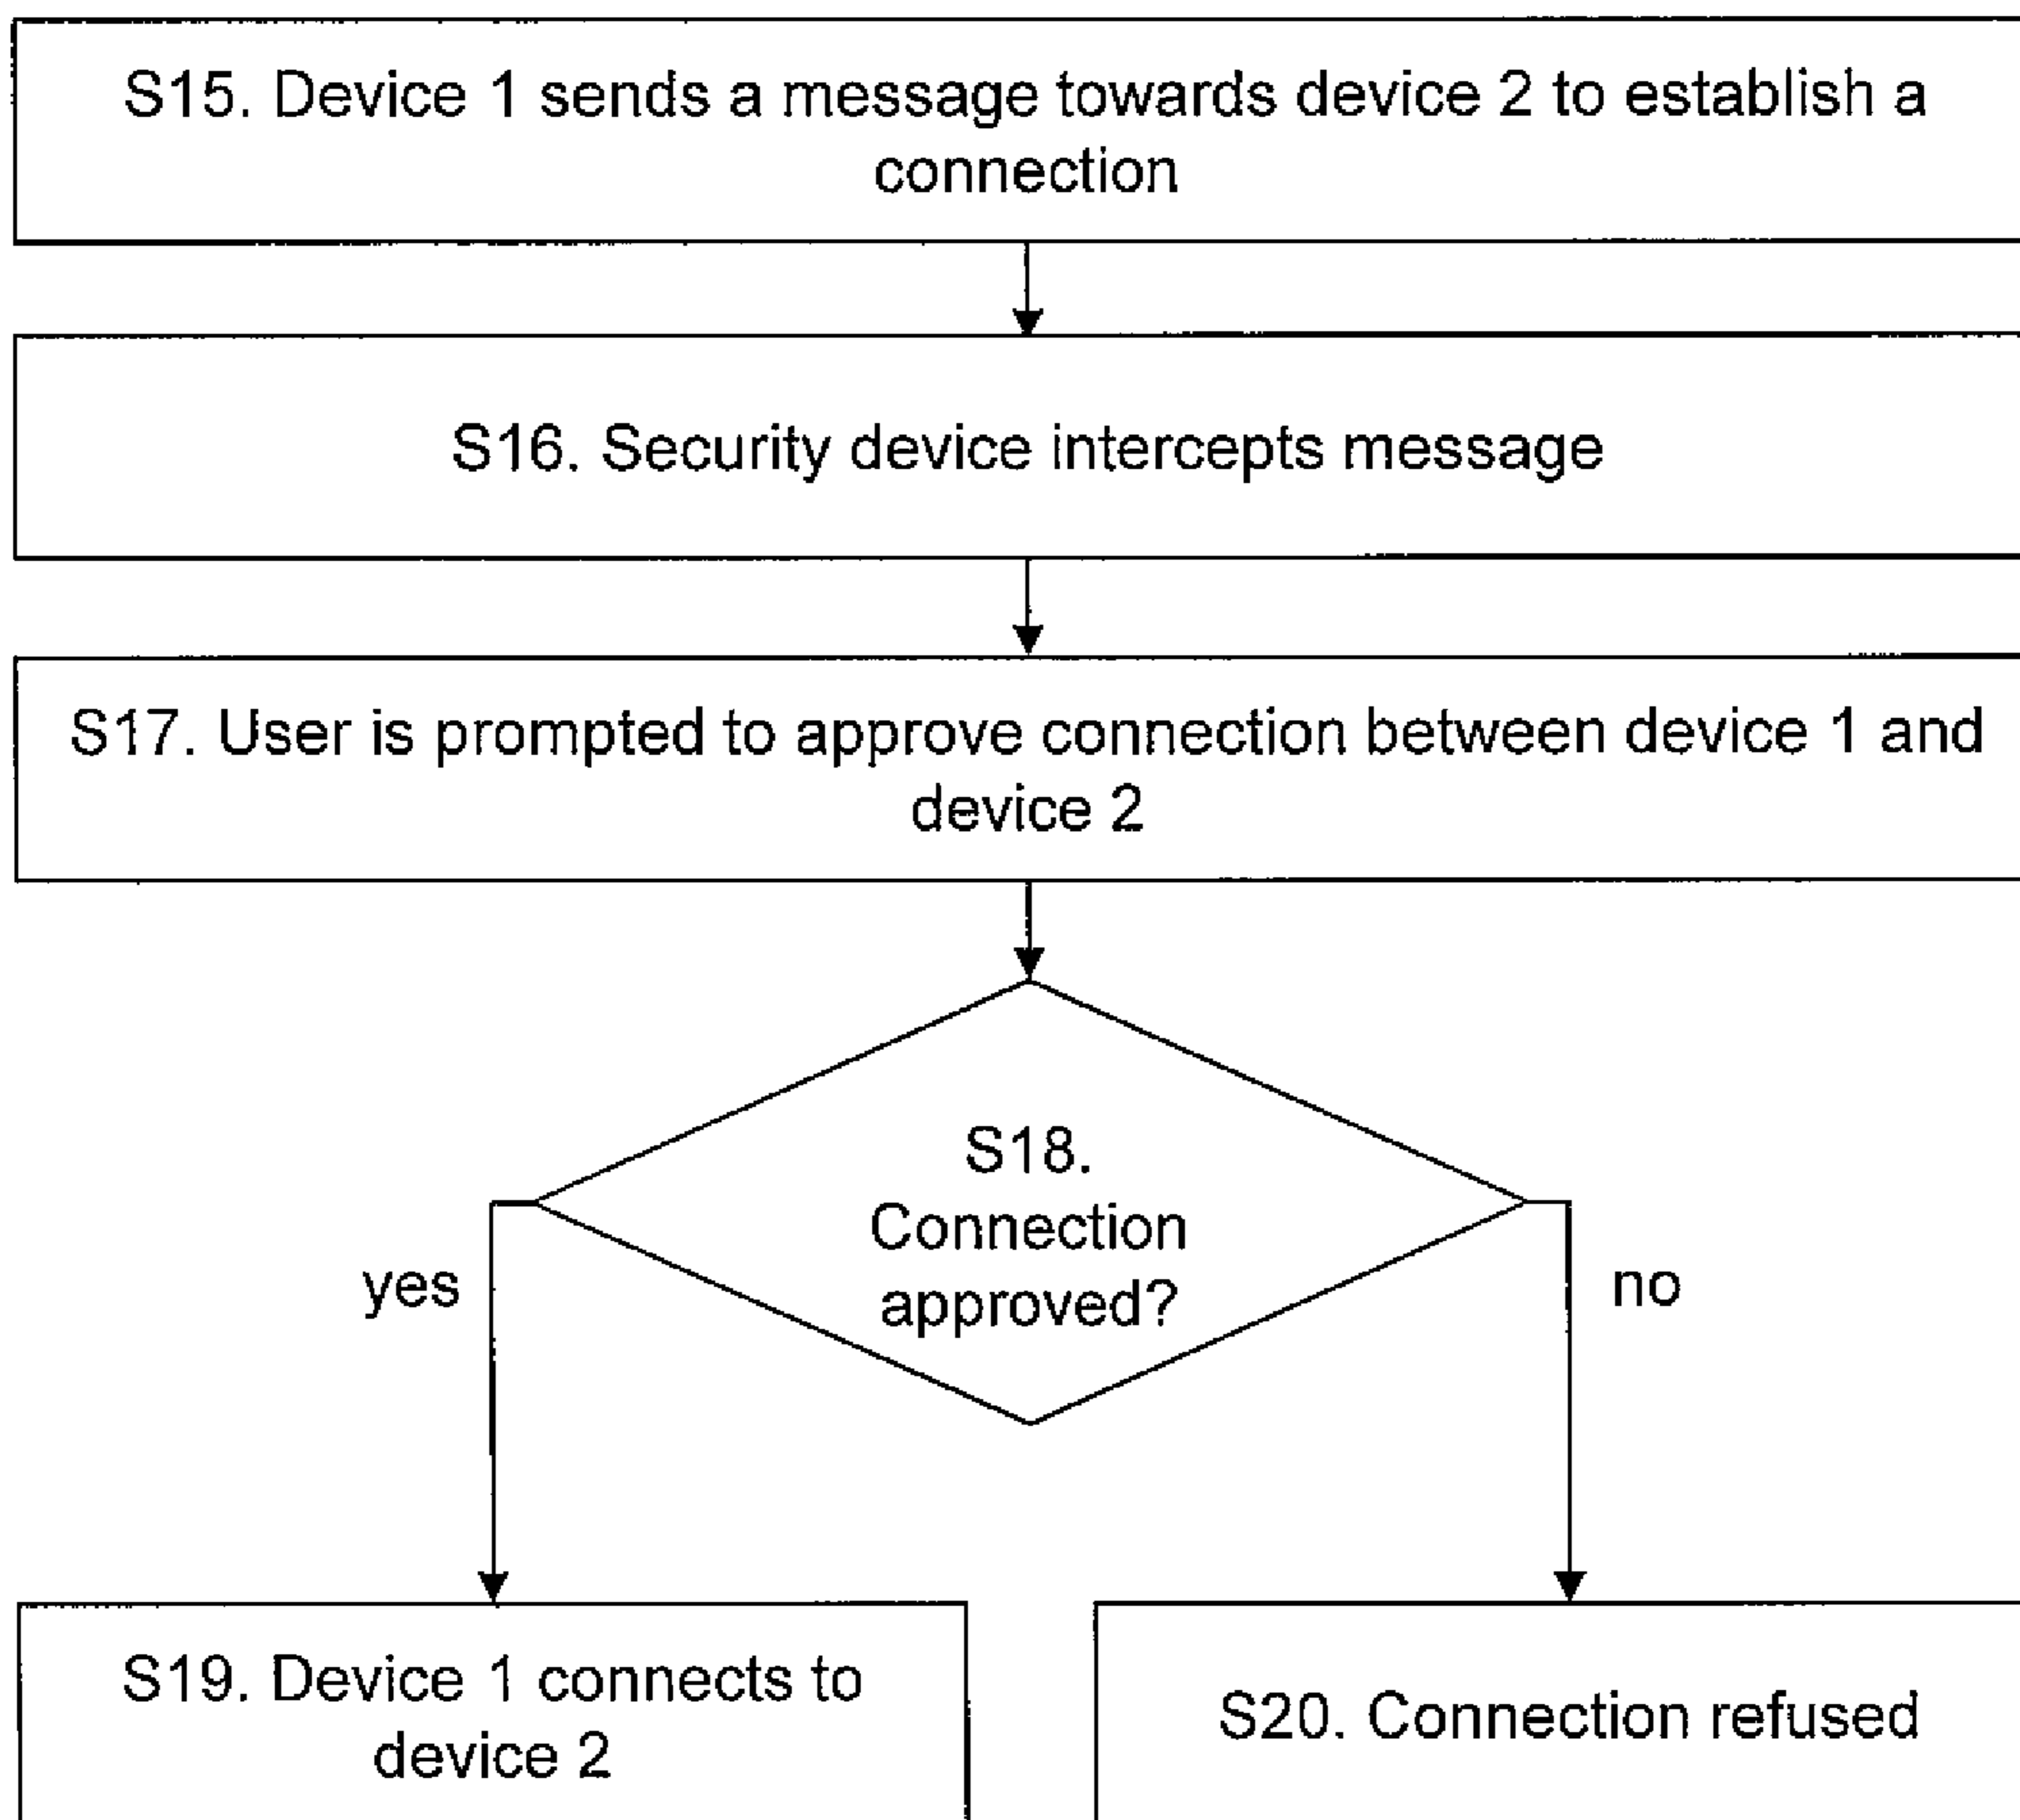 S15. Device 1 sends a message towards device 2 to establish a
connection
S16. Security device intercepts message
S17. User is prompted to approve connection between device 1 and
device 2
S18.
Connection
approved?
yes
no
S19. Device 1 connects to
device 2
S20. Connection refused